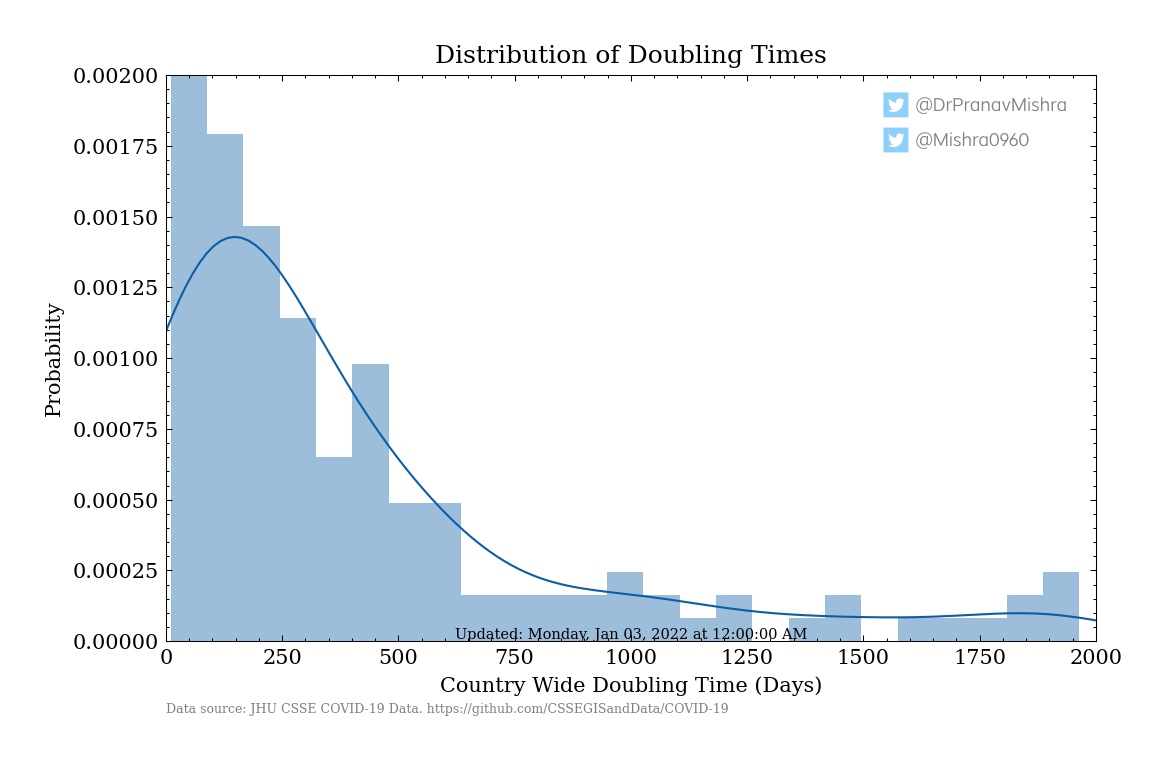 Distribution of Doubling Times
@DrPranavMishra
@Mishra0960
Probability
0.00200
0.00175
0.00150
0.00125
0.00100
0.00075
0.00050
0.00025
0.00000
Updated: Monday, Jan 03, 2022 at 12:00:00 AM
0 250 500 750 1000 1250 1500 1750 2000
Country Wide Doubling Time (Days)
Data source: JHU CSSE COVID-19 Data. https://github.com/CSSEGISandData/COVID-19